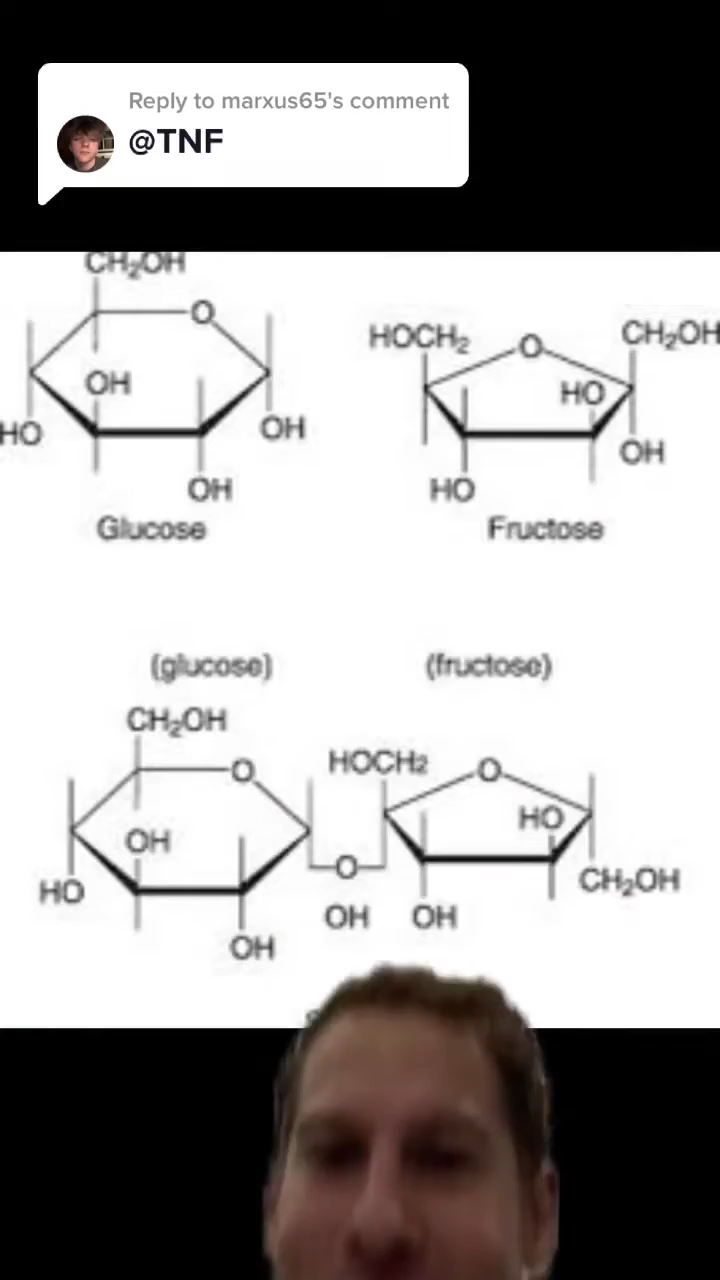 Reply to marxus65's comment
@TNF
CH₂OH
O
HOCH₂
O
CH₂OH
OH
HO
HO
OH
OH
OH
HO
Glucose
Fructose
(glucose)
(fructose)
CH₂OH
O
HOCH₂
O
OH
HO
O
HO
CH₂OH
OH
OH
OH